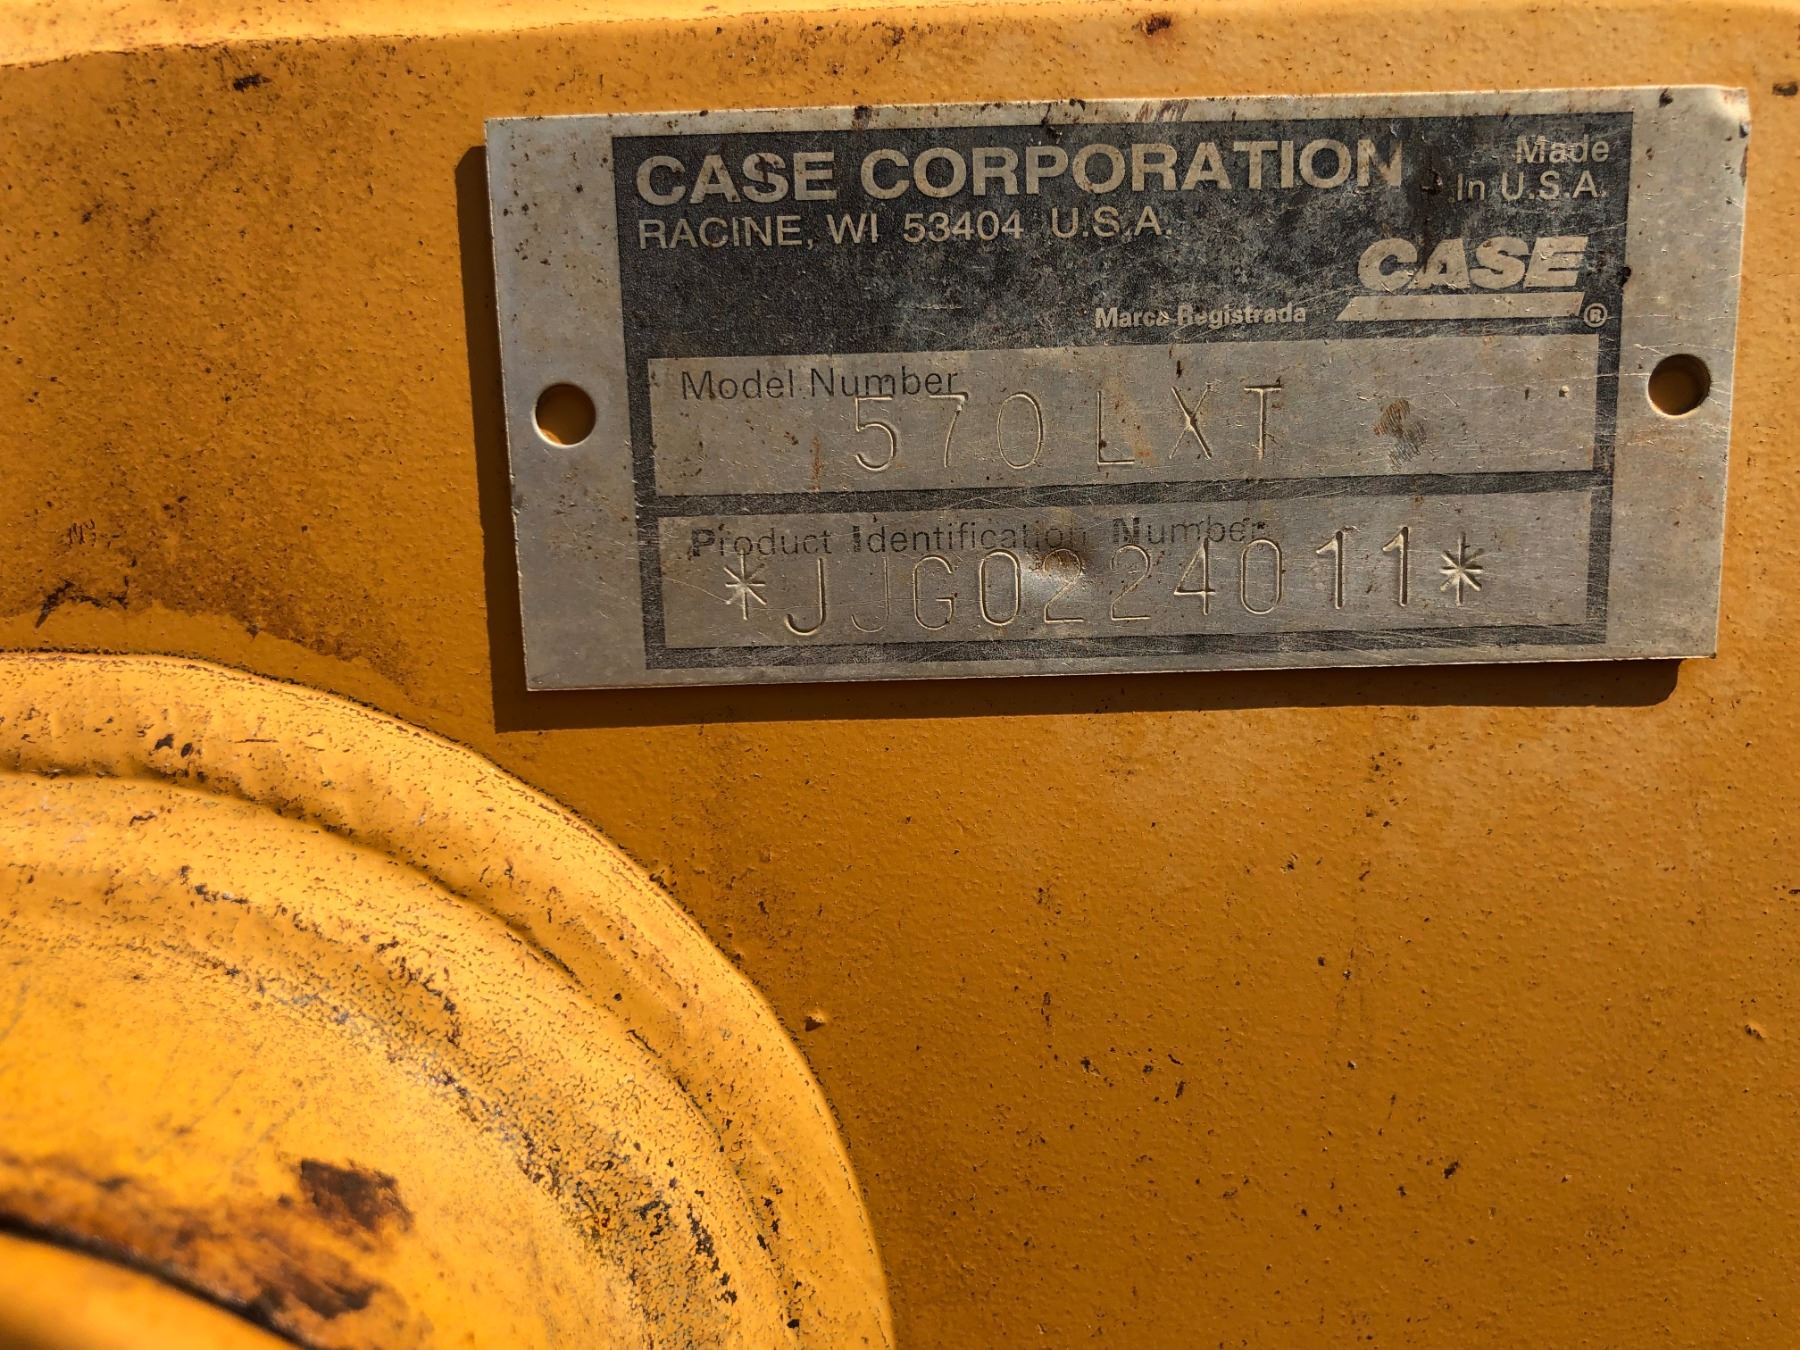 CASE CORPORATION
Made
In U.S.A.
RACINE, WI 53404 U.S.A.
CASE
Marca Registrada ®
Model Number
570LXT
Product Identification Number
*JJG0224011*